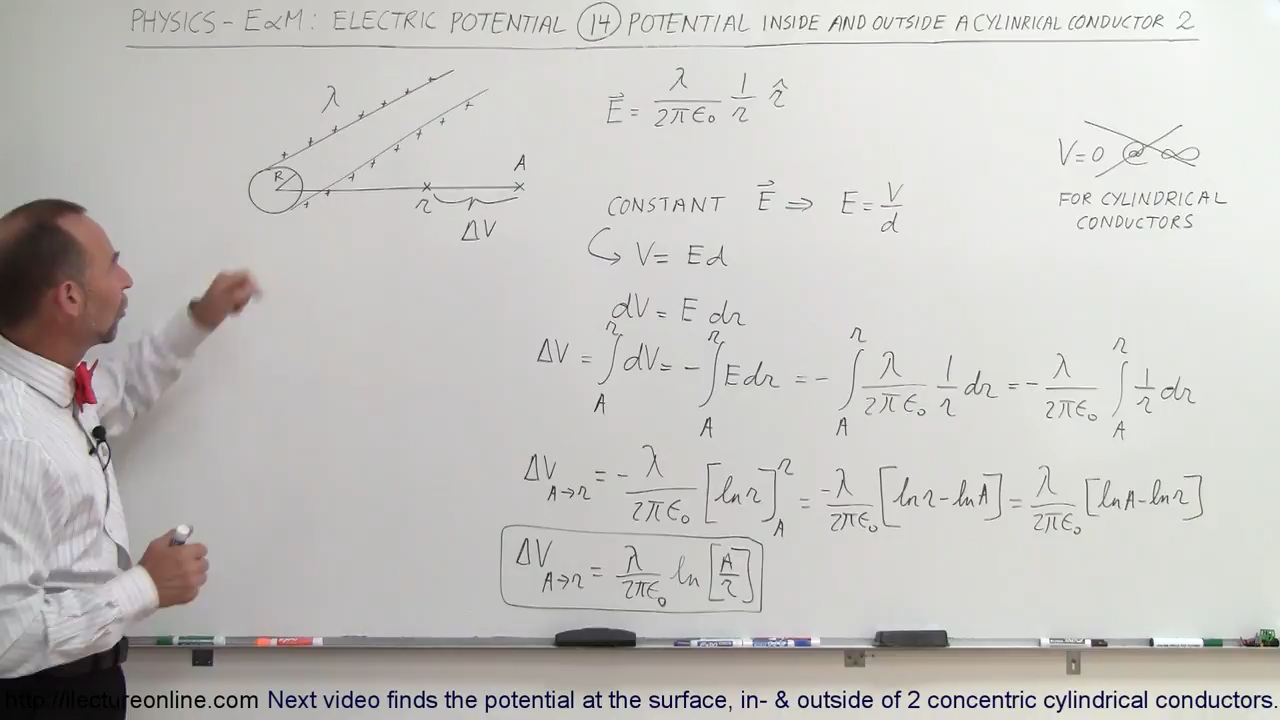 PHYSICS - E&M: ELECTRIC POTENTIAL (14) POTENTIAL INSIDE AND OUTSIDE A CYLINRICAL CONDUCTOR 2
λ
R
r
A
ΔV
E⃗ = λ/(2πε₀) 1/r r̂
V=0 @ ∞
FOR CYLINDRICAL
CONDUCTORS
CONSTANT E⃗ ⟹ E = V/d
V = Ed
dV = E dr
ΔV = ∫_A^r dV = -∫_A^r E dr = -∫_A^r λ/(2πε₀) 1/r dr = -λ/(2πε₀) ∫_A^r 1/r dr
ΔV_{A→r} = -λ/(2πε₀) [ln r]_A^r = -λ/(2πε₀) [ln r - ln A] = λ/(2πε₀) [ln A - ln r]
ΔV_{A→r} = λ/(2πε₀) ln [A/r]
http://ilectureonline.com Next video finds the potential at the surface, in- & outside of 2 concentric cylindrical conductors.